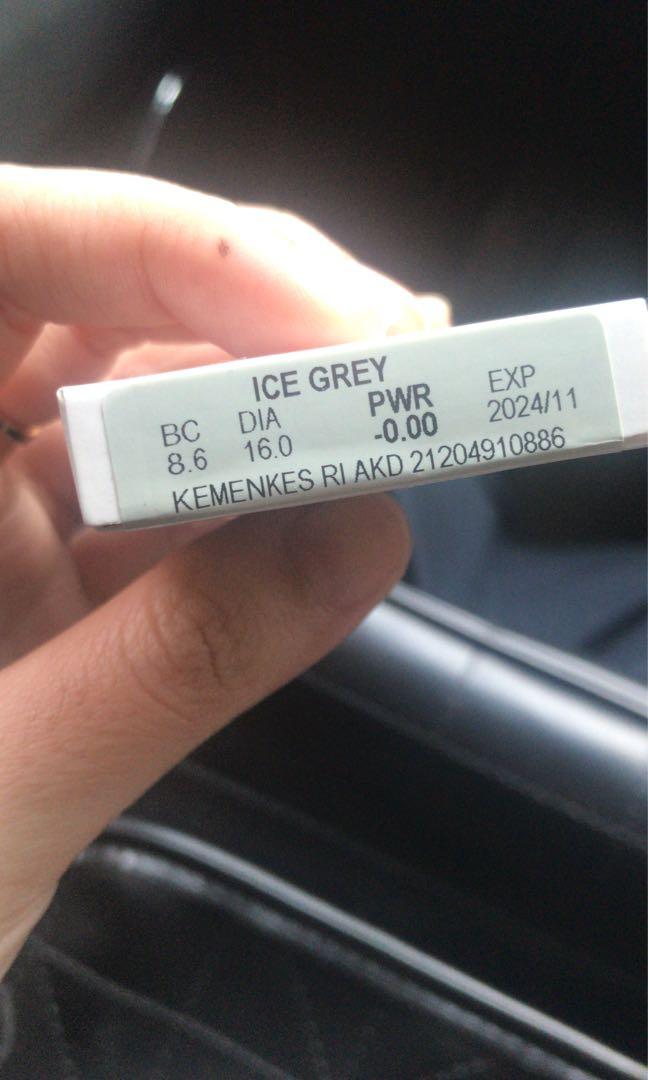 ICE GREY
BC DIA PWR EXP
8.6 16.0 -0.00 2024/11
KEMENKES RI AKD 21204910886